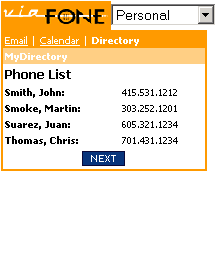 via FONE Personal
Email | Calendar | Directory
MyDirectory
Phone List
Smith, John: 415.531.1212
Smoke, Martin: 303.252.1201
Suarez, Juan: 605.321.1234
Thomas, Chris: 701.431.1234
NEXT